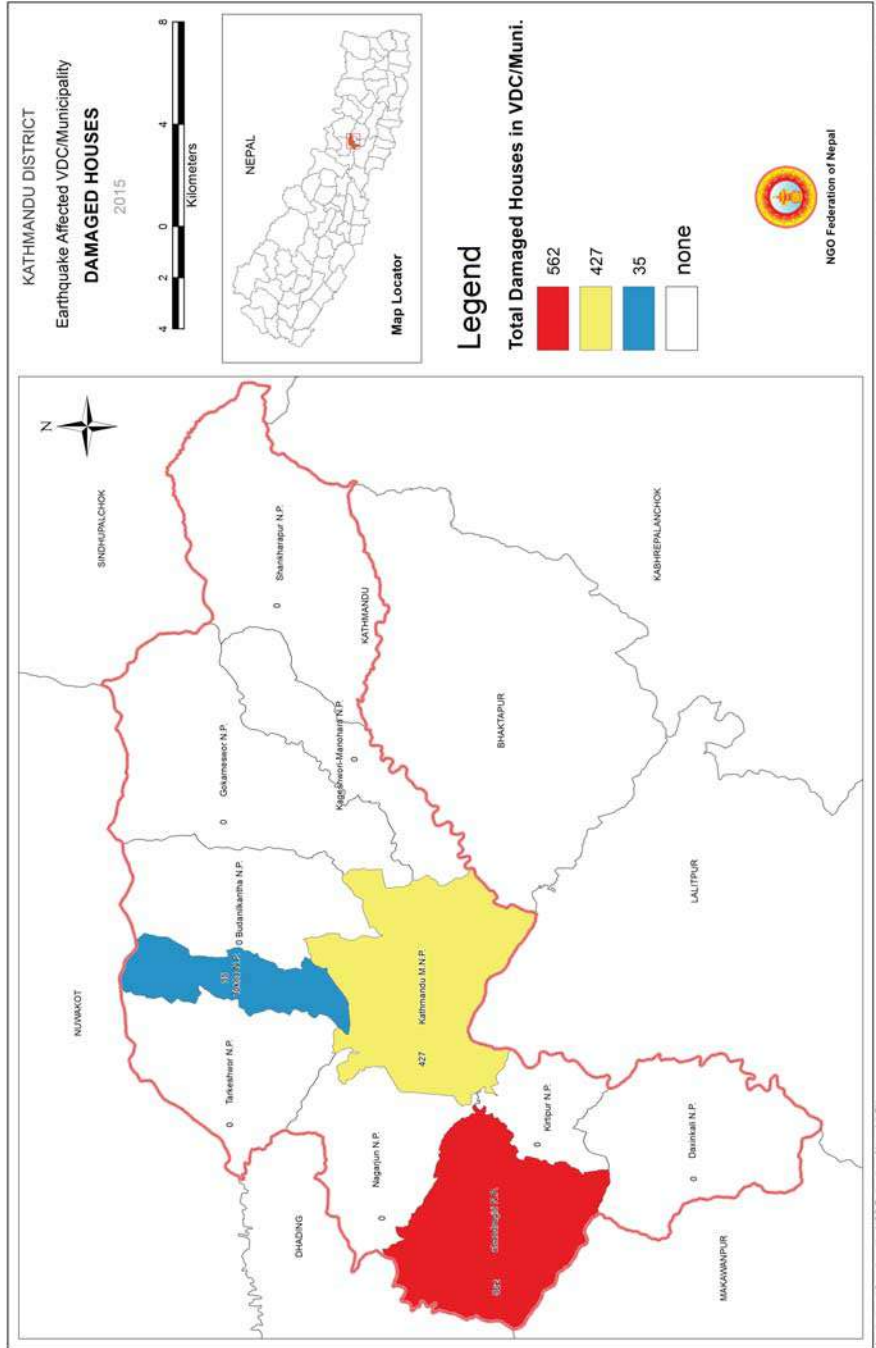 KATHMANDU DISTRICT
Earthquake Affected VDC/Municipality
DAMAGED HOUSES
2015
4 2 0 4 8
Kilometers
NEPAL
Map Locator
Legend
Total Damaged Houses in VDC/Muni.
562
427
35
none
NGO Federation of Nepal
N
SINDHUPALCHOK
NUWAKOT
DHADING
MAKAWANPUR
LALITPUR
BHAKTAPUR
KABHREPALANCHOK
KATHMANDU
0 Shankharapur N.P.
0 Gokarneswor N.P.
0 Kageshwori-Manohara N.P.
0 Budanilkantha N.P.
35
N.P.
0 Tarkeshwor N.P.
427 Kathmandu M.N.P.
0 Nagarjun N.P.
562 Chandragiri N.P.
0 Kirtipur N.P.
0 Daxinkali N.P.